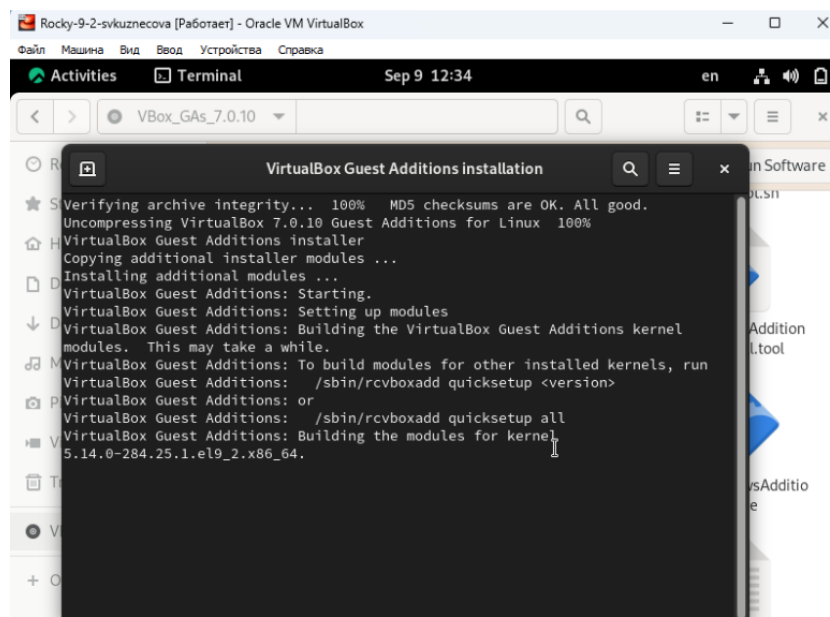 Rocky-9-2-svkuznecova [Работает] - Oracle VM VirtualBox
Файл Машина Вид Ввод Устройства Справка
Activities Terminal Sep 9 12:34 en
VBox_GAs_7.0.10
VirtualBox Guest Additions installation
Software
Verifying archive integrity... 100% MD5 checksums are OK. All good.
Uncompressing VirtualBox 7.0.10 Guest Additions for Linux 100%
VirtualBox Guest Additions installer
Copying additional installer modules ...
Installing additional modules ...
VirtualBox Guest Additions: Starting.
VirtualBox Guest Additions: Setting up modules
VirtualBox Guest Additions: Building the VirtualBox Guest Additions kernel
modules. This may take a while.
VirtualBox Guest Additions: To build modules for other installed kernels, run
VirtualBox Guest Additions: /sbin/rcvboxadd quicksetup <version>
VirtualBox Guest Additions: or
VirtualBox Guest Additions: /sbin/rcvboxadd quicksetup all
VirtualBox Guest Additions: Building the modules for kernel
5.14.0-284.25.1.el9_2.x86_64.
Addition
l.tool
vsAdditio
e